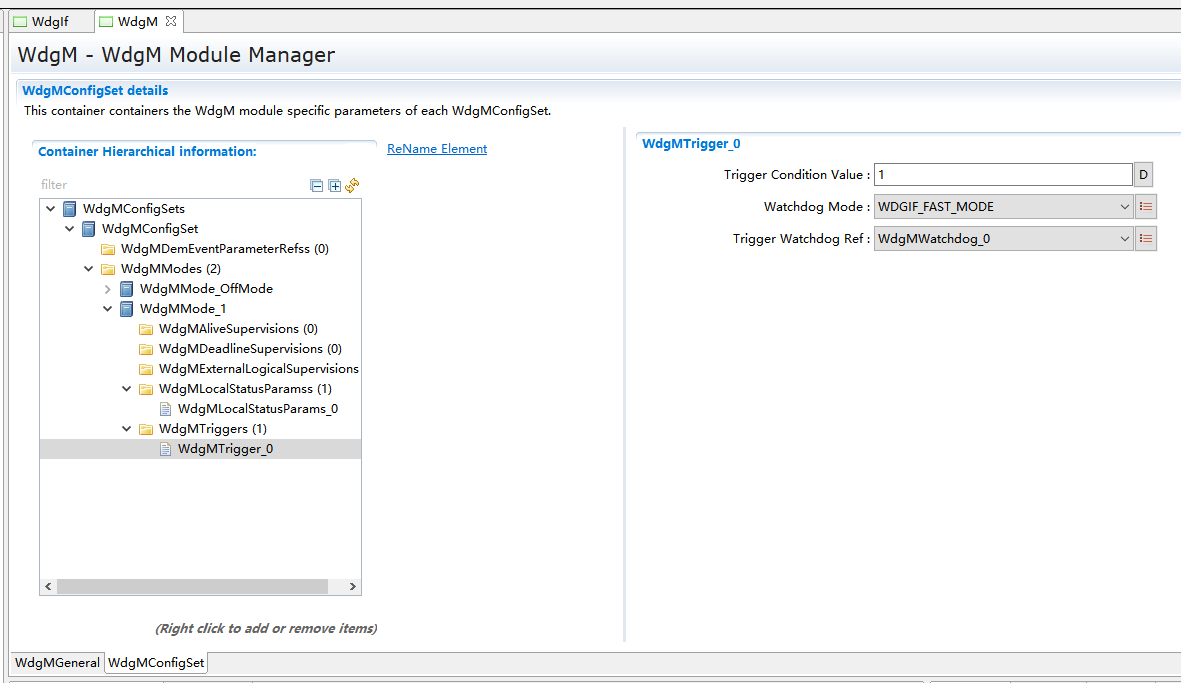 WdgIf
WdgM
WdgM - WdgM Module Manager
WdgMConfigSet details
This container containers the WdgM module specific parameters of each WdgMConfigSet.
Container Hierarchical information:
ReName Element
filter
WdgMConfigSets
WdgMConfigSet
WdgMDemEventParameterRefss (0)
WdgMModes (2)
WdgMMode_OffMode
WdgMMode_1
WdgMAliveSupervisions (0)
WdgMDeadlineSupervisions (0)
WdgMExternalLogicalSupervisions
WdgMLocalStatusParamss (1)
WdgMLocalStatusParams_0
WdgMTriggers (1)
WdgMTrigger_0
(Right click to add or remove items)
WdgMTrigger_0
Trigger Condition Value : 1 D
Watchdog Mode : WDGIF_FAST_MODE
Trigger Watchdog Ref : WdgMWatchdog_0
WdgMGeneral WdgMConfigSet